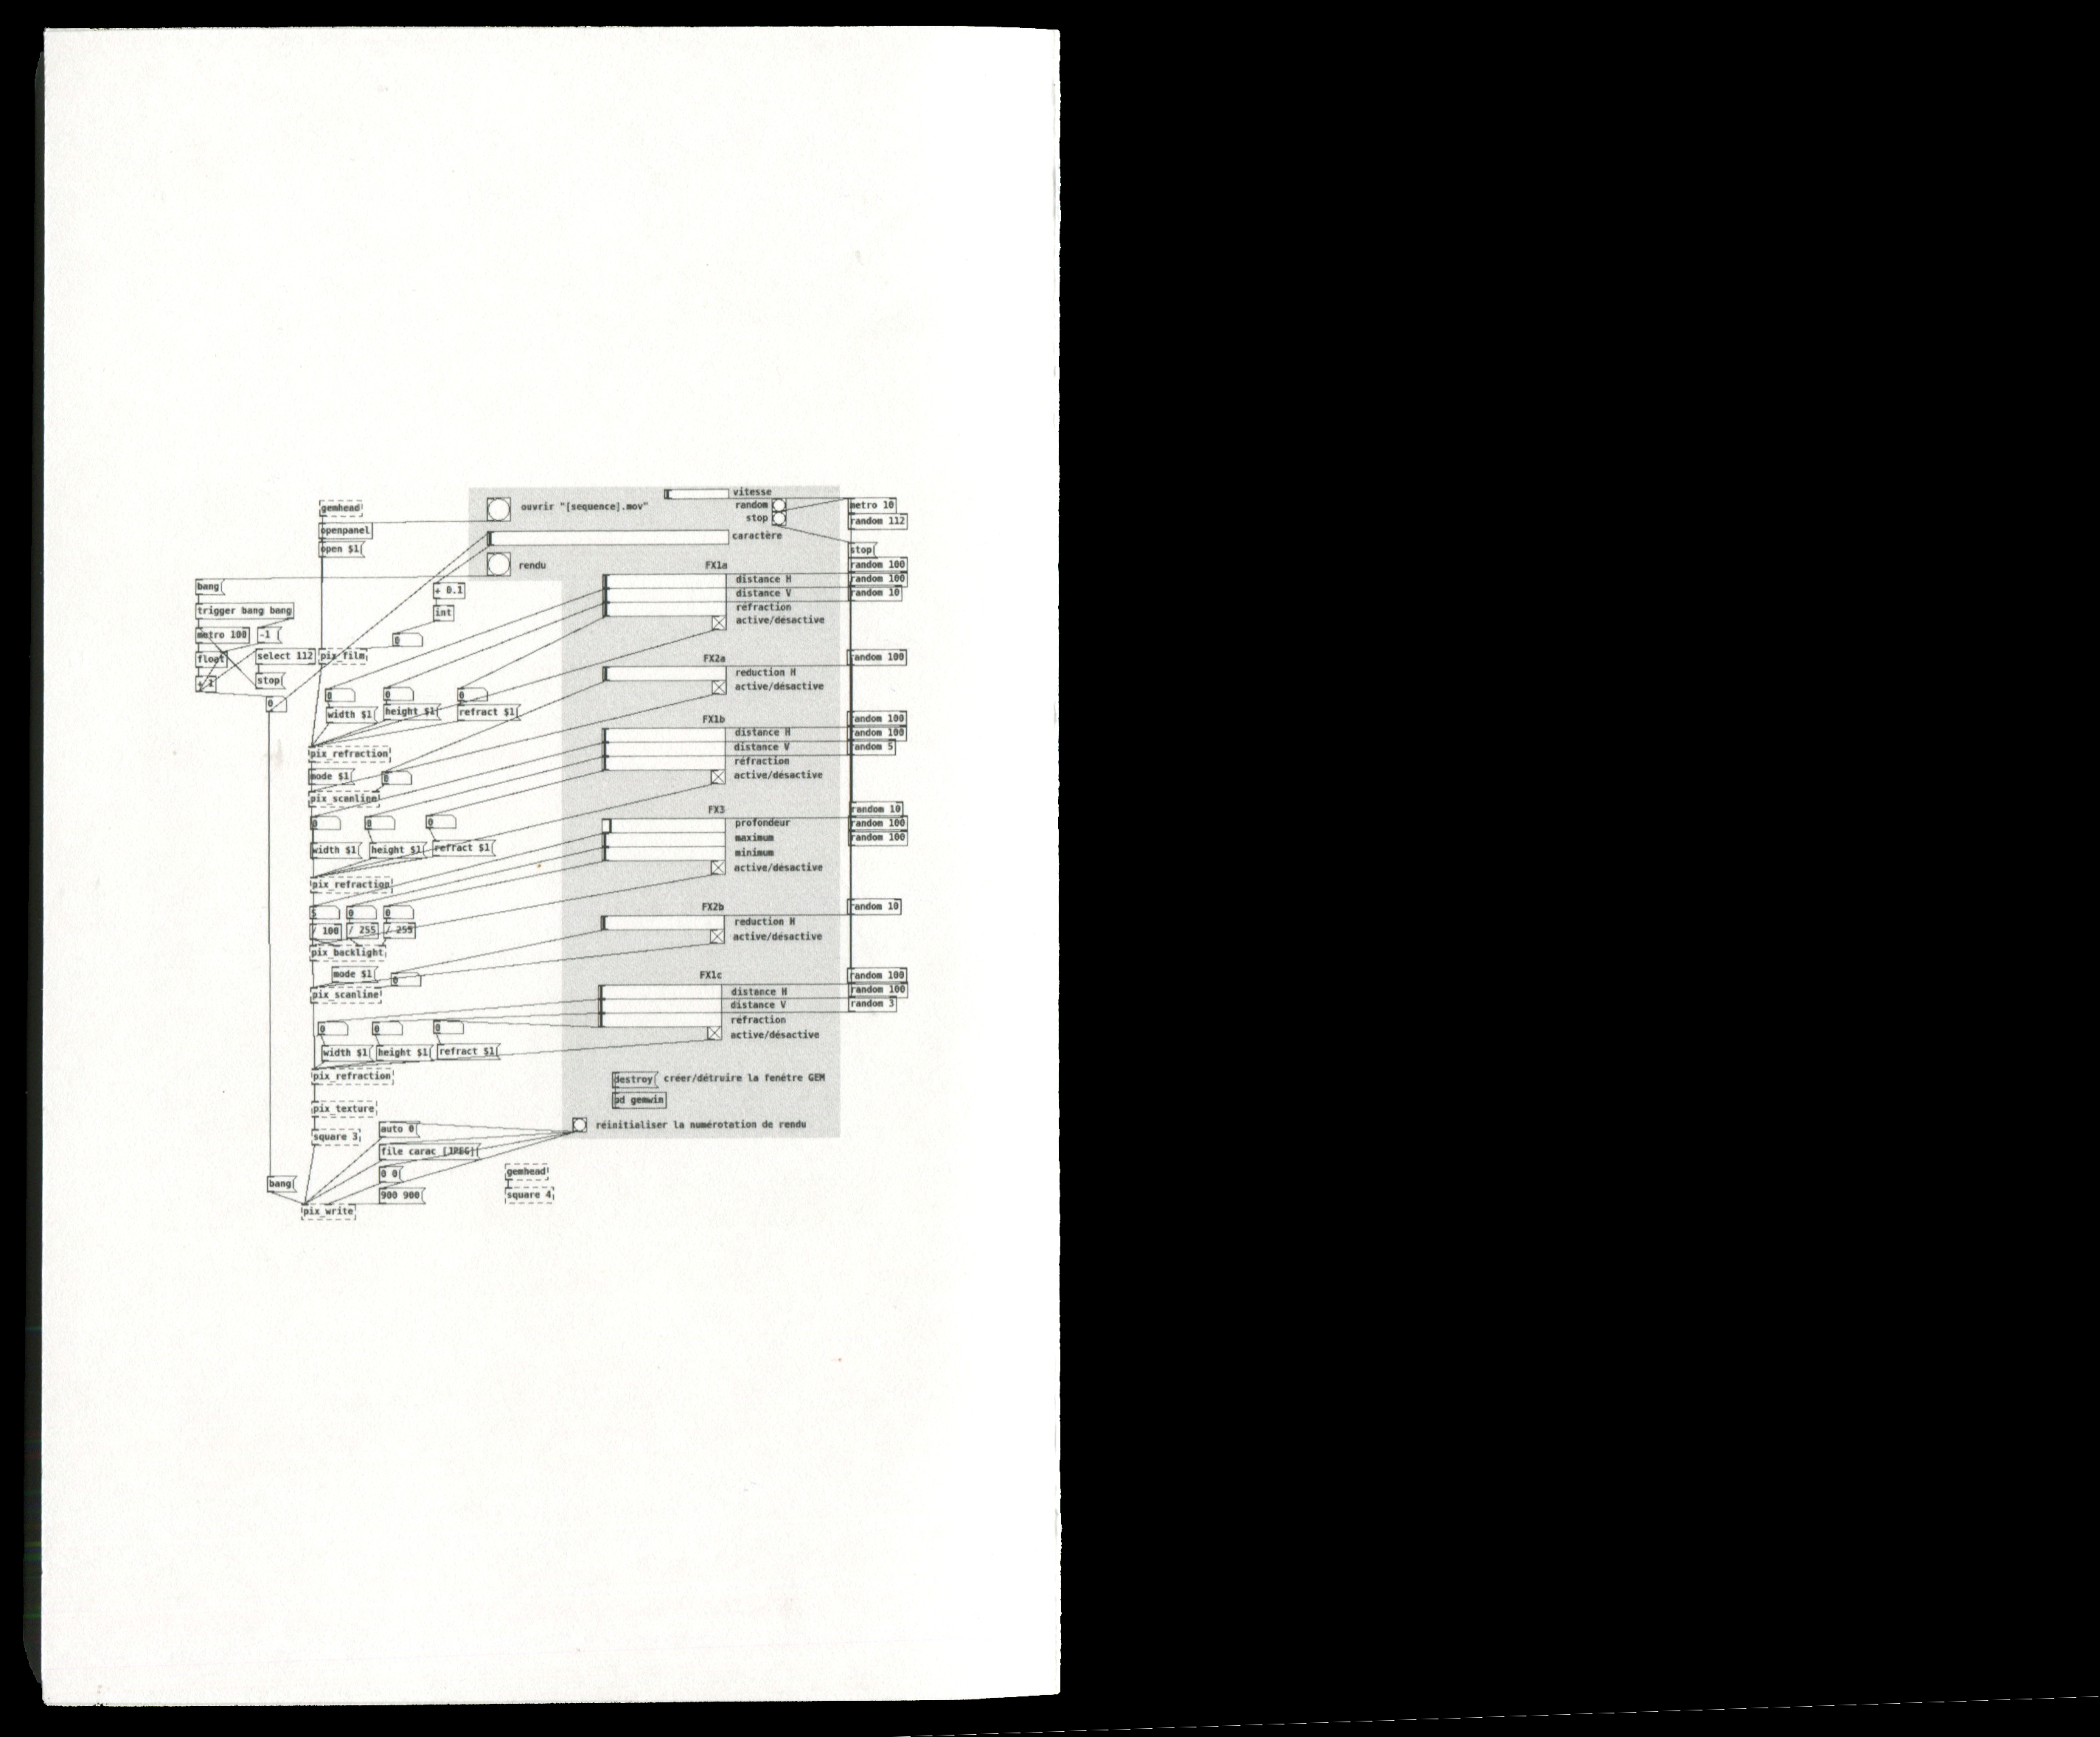 vitesse
gemhead
ouvrir "[sequence].mov"
random
metro 10
stop
random 112
openpanel
caractère
open $1
stop
rendu
FX1a
random 100
bang
distance H
random 100
+ 0.1
distance V
random 10
trigger bang bang
int
réfraction
active/désactive
metro 100
-1
0
float
select 112
pix_film
FX2a
random 100
+ 1
stop
reduction H
active/désactive
0
0
0
0
width $1
height $1
refract $1
FX1b
random 100
distance H
random 100
pix_refraction
distance V
random 5
réfraction
mode $1
0
active/désactive
pix_scanline
FX3
random 10
0
0
0
profondeur
random 100
maximum
random 100
width $1
height $1
refract $1
minimum
active/désactive
pix_refraction
5
0
0
FX2b
random 10
/ 100
/ 255
/ 255
reduction H
active/désactive
pix_backlight
mode $1
0
FX1c
random 100
pix_scanline
distance H
random 100
distance V
random 3
0
0
0
réfraction
active/désactive
width $1
height $1
refract $1
pix_refraction
destroy
créer/détruire la fenêtre GEM
pd gemwin
pix_texture
auto 0
réinitialiser la numérotation de rendu
square 3
file carac [JPEG]
0 0
gemhead
bang
900 900
square 4
pix_write